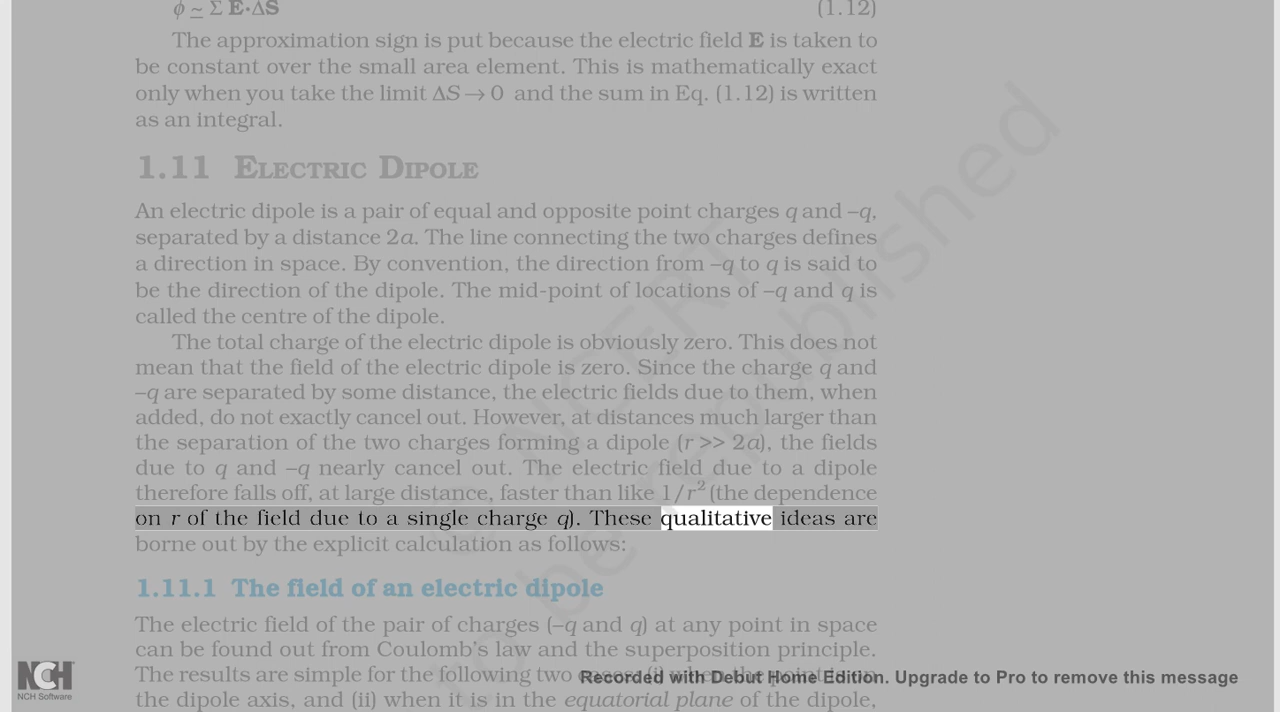 ϕ ≃ Σ E·ΔS (1.12)
The approximation sign is put because the electric field E is taken to
be constant over the small area element. This is mathematically exact
only when you take the limit ΔS → 0 and the sum in Eq. (1.12) is written
as an integral.
1.11 ELECTRIC DIPOLE
An electric dipole is a pair of equal and opposite point charges q and –q,
separated by a distance 2a. The line connecting the two charges defines
a direction in space. By convention, the direction from –q to q is said to
be the direction of the dipole. The mid-point of locations of –q and q is
called the centre of the dipole.
The total charge of the electric dipole is obviously zero. This does not
mean that the field of the electric dipole is zero. Since the charge q and
–q are separated by some distance, the electric fields due to them, when
added, do not exactly cancel out. However, at distances much larger than
the separation of the two charges forming a dipole (r >> 2a), the fields
due to q and –q nearly cancel out. The electric field due to a dipole
therefore falls off, at large distance, faster than like 1/r² (the dependence
on r of the field due to a single charge q). These qualitative ideas are
borne out by the explicit calculation as follows:
1.11.1 The field of an electric dipole
The electric field of the pair of charges (–q and q) at any point in space
can be found out from Coulomb's law and the superposition principle.
The results are simple for the following two
the dipole axis, and (ii) when it is in the equatorial plane of the dipole,
Recorded with Debut Home Edition. Upgrade to Pro to remove this message
NCH
NCH Software
© NCERT
to be republished